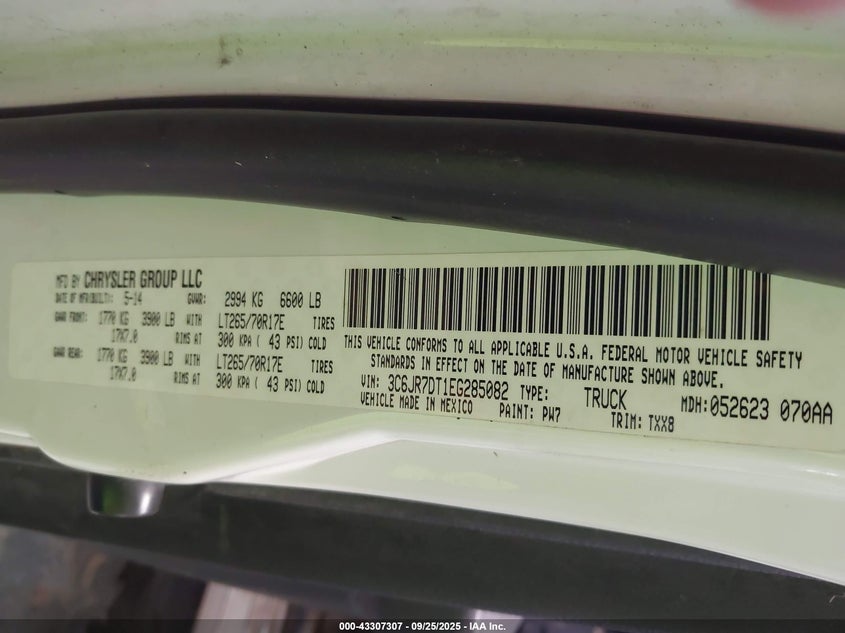 MFD BY CHRYSLER GROUP LLC
DATE OF MFR(BUILT): 5-14 GVWR: 2994 KG 6600 LB
GAWR FRONT: 1770 KG 3900 LB WITH LT265/70R17E TIRES
17X7.0 RIMS AT 300 KPA ( 43 PSI) COLD
GAWR REAR: 1770 KG 3900 LB WITH LT265/70R17E TIRES
17X7.0 RIMS AT 300 KPA ( 43 PSI) COLD
THIS VEHICLE CONFORMS TO ALL APPLICABLE U.S.A. FEDERAL MOTOR VEHICLE SAFETY
STANDARDS IN EFFECT ON THE DATE OF MANUFACTURE SHOWN ABOVE.
VIN: 3C6JR7DT1EG285082 TYPE: TRUCK MDH:052623 070AA
VEHICLE MADE IN MEXICO PAINT: PW7 TRIM: TXX8
000-43307307 - 09/25/2025 - IAA Inc.